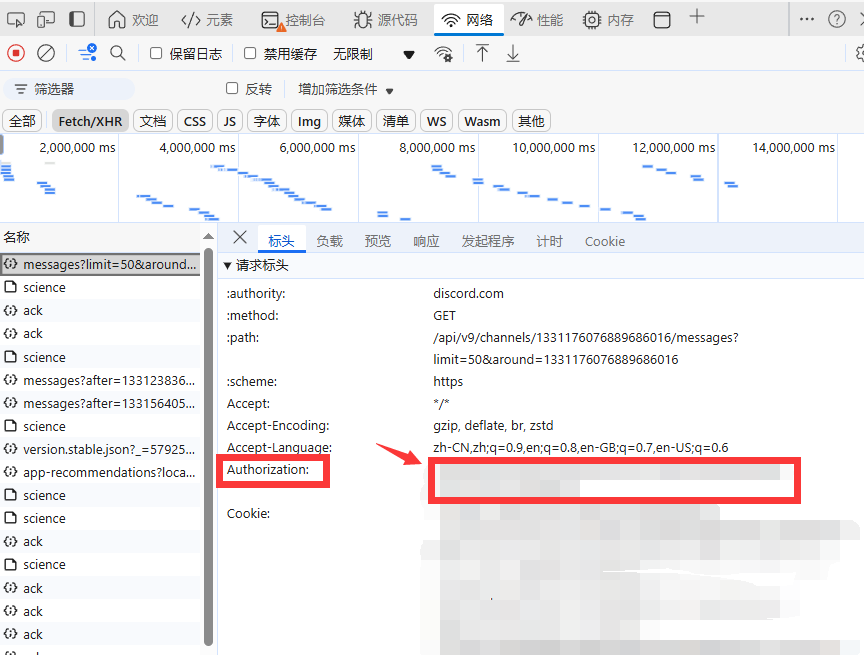 欢迎 元素 控制台 源代码 网络 性能 内存
保留日志 禁用缓存 无限制
筛选器 反转 增加筛选条件
全部 Fetch/XHR 文档 CSS JS 字体 Img 媒体 清单 WS Wasm 其他
2,000,000 ms 4,000,000 ms 6,000,000 ms 8,000,000 ms 10,000,000 ms 12,000,000 ms 14,000,000 ms
名称
messages?limit=50&around...
science
ack
ack
science
messages?after=133123836...
messages?after=133156405...
science
version.stable.json?_=57925...
app-recommendations?loca...
science
science
ack
science
ack
ack
ack
标头 负载 预览 响应 发起程序 计时 Cookie
请求标头
:authority: discord.com
:method: GET
:path: /api/v9/channels/1331176076889686016/messages?
limit=50&around=1331176076889686016
:scheme: https
Accept: */*
Accept-Encoding: gzip, deflate, br, zstd
Accept-Language: zh-CN,zh;q=0.9,en;q=0.8,en-GB;q=0.7,en-US;q=0.6
Authorization:
Cookie: